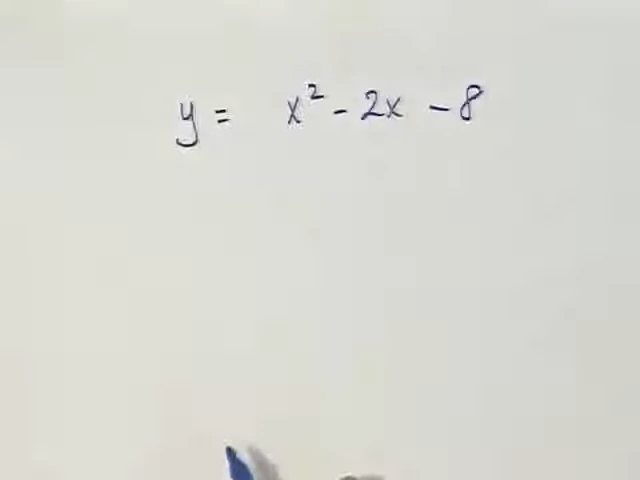 y = x² - 2x - 8